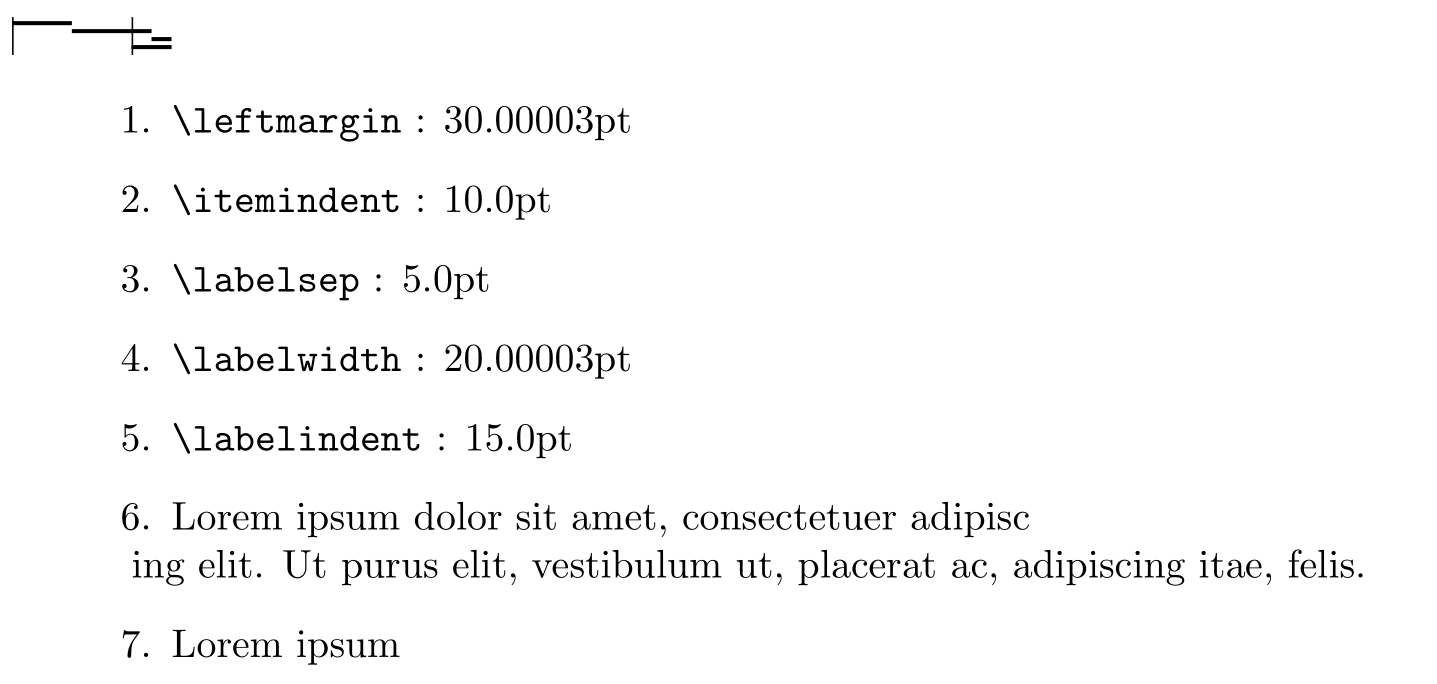 1. \leftmargin : 30.00003pt
2. \itemindent : 10.0pt
3. \labelsep : 5.0pt
4. \labelwidth : 20.00003pt
5. \labelindent : 15.0pt
6. Lorem ipsum dolor sit amet, consectetuer adipisc
ing elit. Ut purus elit, vestibulum ut, placerat ac, adipiscing itae, felis.
7. Lorem ipsum